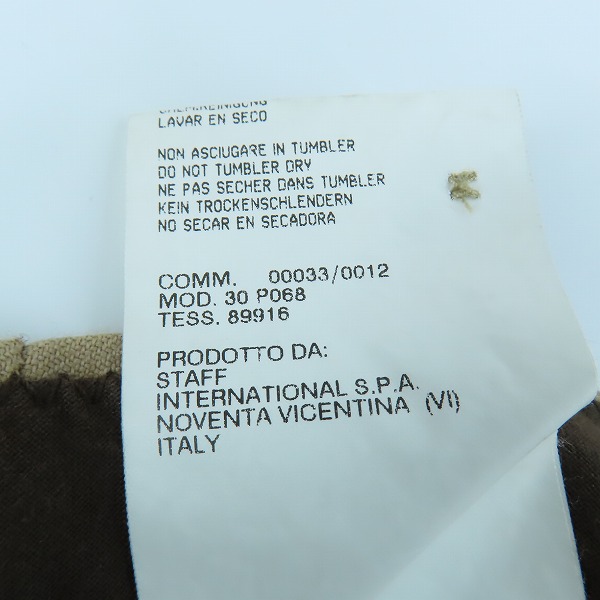 CHEM.REINIGUNG
LAVAR EN SECO
NON ASCIUGARE IN TUMBLER
DO NOT TUMBLER DRY
NE PAS SECHER DANS TUMBLER
KEIN TROCKENSCHLENDERN
NO SECAR EN SECADORA
COMM. 00033/0012
MOD. 30 P068
TESS. 89916
PRODOTTO DA:
STAFF
INTERNATIONAL S.P.A.
NOVENTA VICENTINA (VI)
ITALY